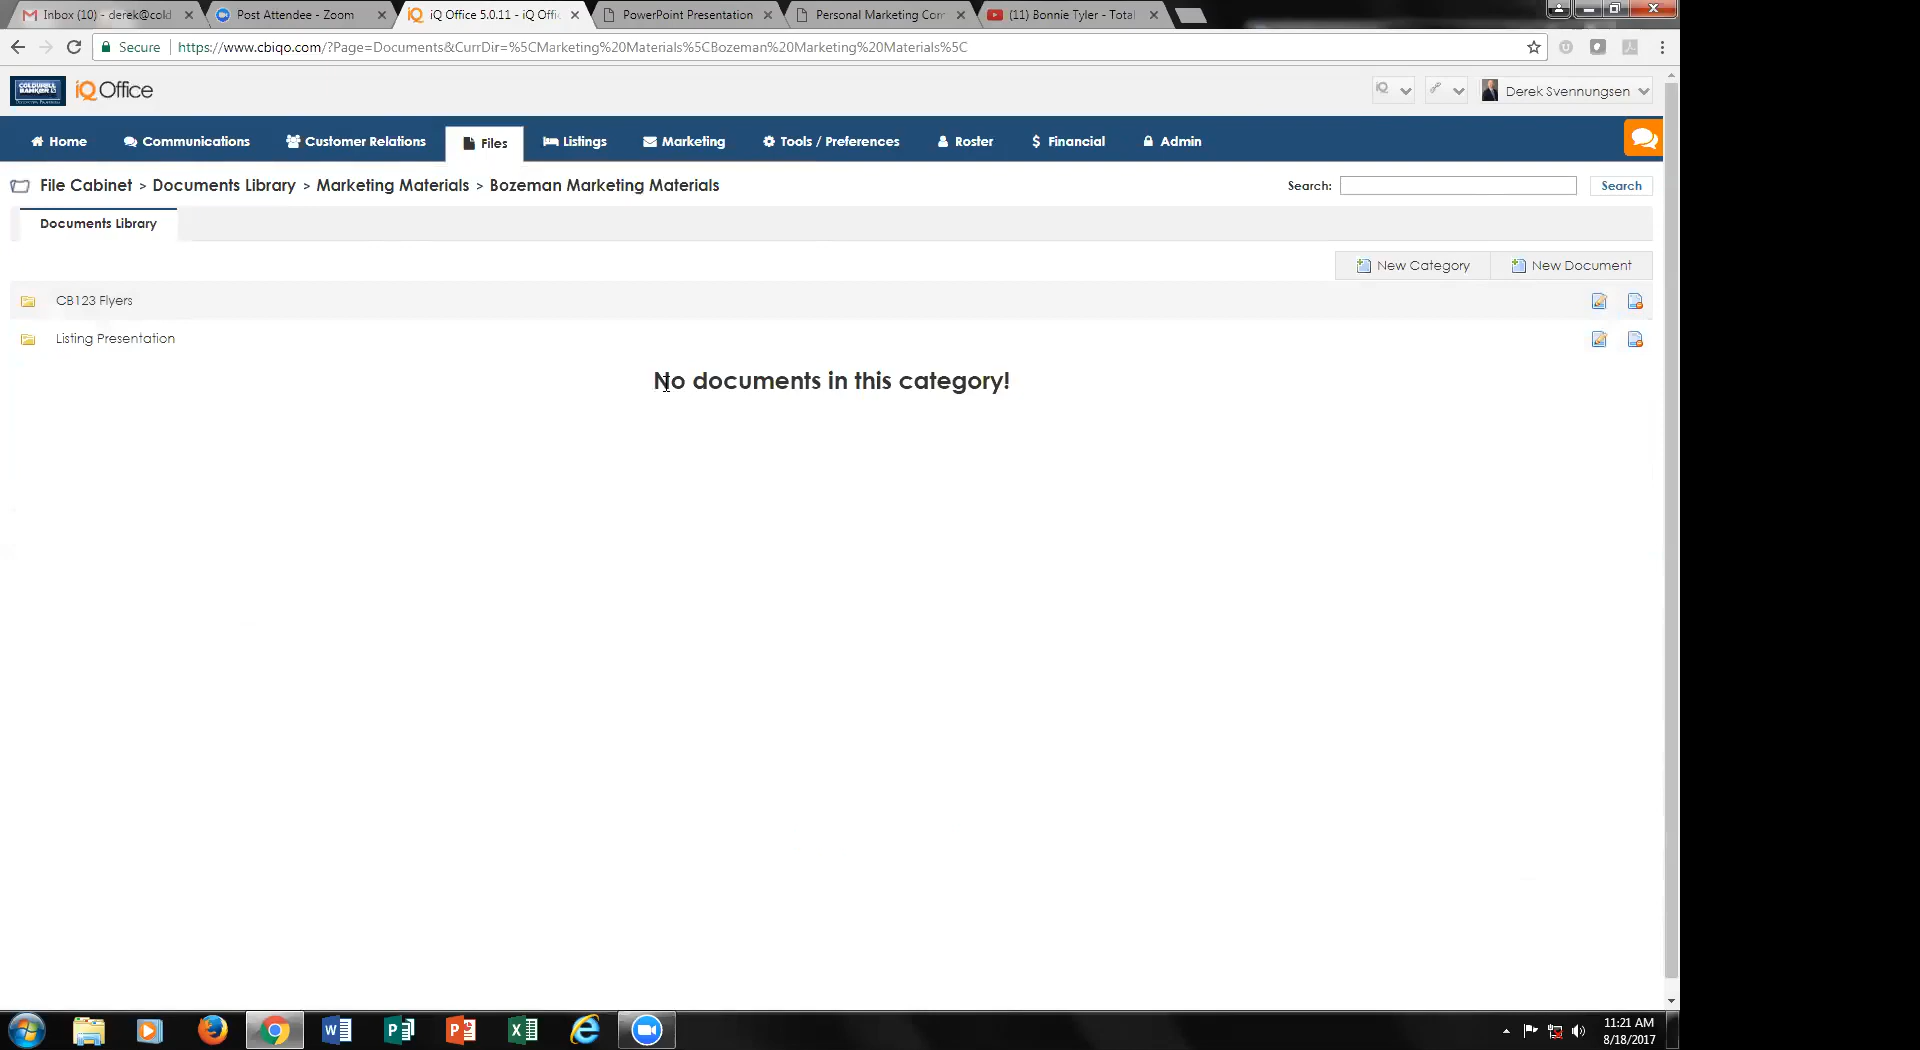 Inbox (10) - derek@cold
Post Attendee - Zoom
iQ Office 5.0.11 - iQ Offic
PowerPoint Presentation
Personal Marketing Com
(11) Bonnie Tyler - Total
Secure
https://www.cbiqo.com/?Page=Documents&CurrDir=%5CMarketing%20Materials%5CBozeman%20Marketing%20Materials%5C
COLDWELL BANKER
iQ Office
Derek Svennungsen
Home
Communications
Customer Relations
Files
Listings
Marketing
Tools / Preferences
Roster
$ Financial
Admin
File Cabinet > Documents Library > Marketing Materials > Bozeman Marketing Materials
Search:
Search
Documents Library
New Category
New Document
CB123 Flyers
Listing Presentation
No documents in this category!
11:21 AM
8/18/2017